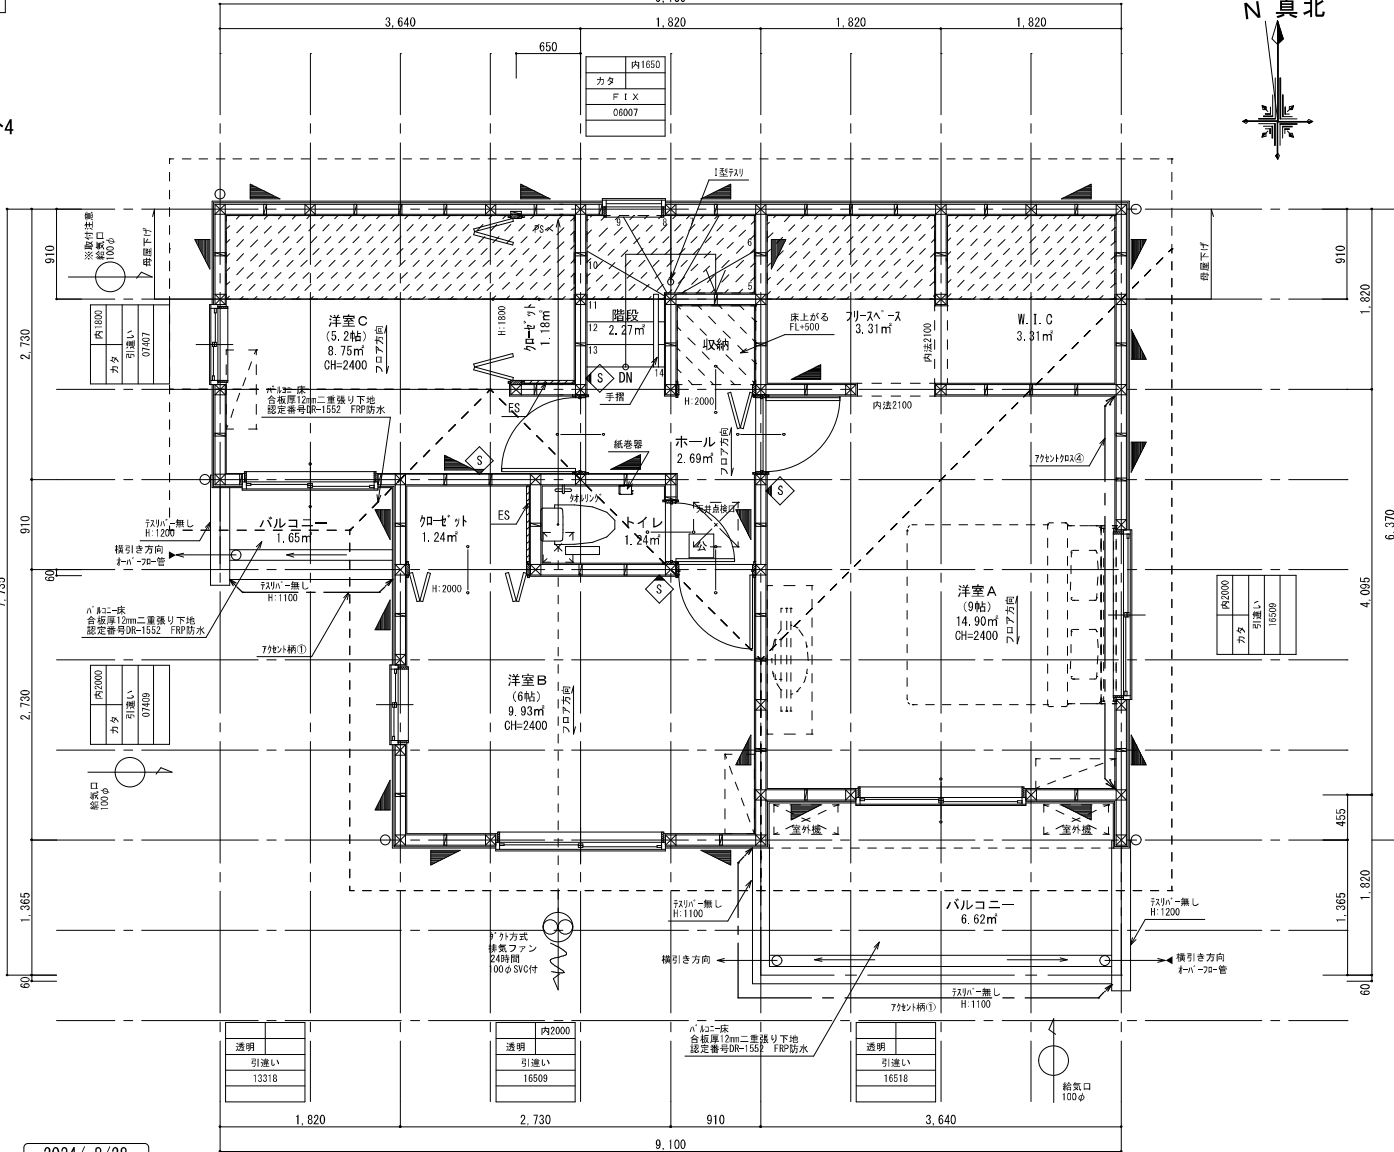 3,640
1,820
1,820
1,820
650
N 真北
内1650
カタ
ＦＩＸ
06007
I型ﾃｽﾘ
※取付注意
給気口
100φ
母屋下げ
910
2,730
910
60
2,730
1,365
60
7,735
PS
9
8
10
6
5
11
12
13
14
洋室Ｃ
(5.2帖)
8.75㎡
CH=2400
フロア方向
H:1800
ｸﾛｰｾﾞｯﾄ
1.18㎡
階段
2.27㎡
DN
手摺
収納
H:2000
床上がる
FL+500
ﾌﾘｰｽﾍﾟｰｽ
3.31㎡
内法2100
W.I.C
3.31㎡
内法2100
母屋下げ
910
1,820
6,370
4,095
455
1,365
1,820
60
内1800
カタ
引違い
07407
ﾊﾞﾙｺﾆｰ床
合板厚12mm二重張り下地
認定番号DR-1552 FRP防水
ES
S
S
S
S
紙巻器
ホール
2.69㎡
フロア方向
ｱｸｾﾝﾄｸﾛｽ④
ﾃｽﾘﾊﾞｰ無し
H:1200
横引き方向
ｵｰﾊﾞｰﾌﾛｰ管
バルコニー
1.65㎡
ﾃｽﾘﾊﾞｰ無し
H:1100
ｸﾛｰｾﾞｯﾄ
1.24㎡
ES
H:2000
ﾀｵﾙﾘﾝｸﾞ
トイレ
1.24㎡
天井点検口
公
ﾊﾞﾙｺﾆｰ床
合板厚12mm二重張り下地
認定番号DR-1552 FRP防水
ｱｸｾﾝﾄ柄①
洋室Ａ
(9帖)
14.90㎡
CH=2400
フロア方向
内2000
カタ
引違い
16509
内2000
カタ
引違い
07409
給気口
100φ
洋室Ｂ
(6帖)
9.93㎡
CH=2400
フロア方向
室外機
室外機
ﾃｽﾘﾊﾞｰ無し
H:1100
バルコニー
6.62㎡
ﾃｽﾘﾊﾞｰ無し
H:1200
ﾀﾞｸﾄ方式
排気ファン
24時間
100φSVC付
横引き方向
横引き方向
ｵｰﾊﾞｰﾌﾛｰ管
ﾃｽﾘﾊﾞｰ無し
H:1100
ｱｸｾﾝﾄ柄①
ﾊﾞﾙｺﾆｰ床
合板厚12mm二重張り下地
認定番号DR-1552 FRP防水
透明
引違い
13318
内2000
透明
引違い
16509
透明
引違い
16518
給気口
100φ
1,820
2,730
910
3,640
9,100